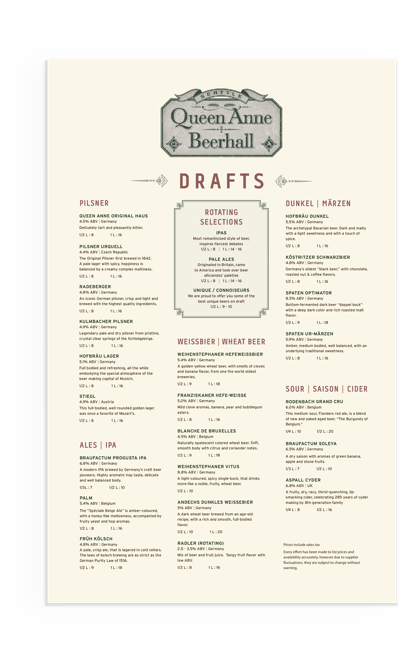 SEATTLE
Queen Anne
Beerhall
DRAFTS
PILSNER
QUEEN ANNE ORIGINAL HAUS
4.5% ABV | Germany
Delicately tart and pleasantly bitter.
1/2 L : 8 1 L : 16
PILSNER URQUELL
4.4% ABV | Czech Republic
The Original Pilsner first brewed in 1842.
A pale lager with spicy, hoppiness is
balanced by a creamy complex maltiness.
1/2 L : 8 1 L : 16
RADEBERGER
4.8% ABV | Germany
An iconic German pilsner, crisp and light and
brewed with the highest quality ingredients.
1/2 L : 8 1 L : 16
KULMBACHER PILSNER
4.9% ABV | Germany
Legendary pale and dry pilsner from pristine,
crystal clear springs of the fichtelgebirge.
1/2 L : 8 1 L : 16
HOFBRÄU LAGER
5.1% ABV | Germany
Full bodied and refreshing, all the while
embodying the special atmosphere of the
beer making capital of Munich.
1/2 L : 8 1 L : 16
STIEGL
4.9% ABV | Austria
This full bodied, well-rounded golden lager
was once a favorite of Mozart's.
1/2 L : 8 1 L : 16
ALES | IPA
BRAUFACTUM PROGUSTA IPA
6.8% ABV | Germany
A modern IPA brewed by Germany's craft beer
pioneers. Highly aromatic hop taste, delicate
and well balanced body.
1/3L : 7 1/2 L : 10
PALM
5.4% ABV | Belgium
The "Spéciale Belge Ale" is amber-coloured,
with a honey-like mellowness, accompanied by
fruity yeast and hop aromas.
1/2 L : 8 1 L : 16
FRÜH KÖLSCH
4.8% ABV | Germany
A pale, crisp ale, that is lagered in cold cellars.
The laws of kolsch brewing are as strict as the
German Purity Law of 1516.
1/2 L : 9 1 L : 18
ROTATING
SELECTIONS
IPAS
Most romanticized style of beer,
inspires fiercest debates
1/2 L : 8 | 1 L : 14 - 16
PALE ALES
Originated in Britain, came
to America and took over beer
aficionados' palettes
1/2 L : 8 | 1 L : 14 - 16
UNIQUE / CONNOISEURS
We are proud to offer you some of the
best unique beers on draft
1/2 L : 9 - 10
WEISSBIER | WHEAT BEER
WEIHENSTEPHANER HEFEWEISSBIER
5.4% ABV | Germany
A golden-yellow wheat beer, with smells of cloves
and banana flavor, from one the world oldest
breweries.
1/2 L : 9 1 L : 18
FRANZISKANER HEFE-WEISSE
5.0% ABV | Germany
Mild clove aromas, banana, pear and bubblegum
esters.
1/2 L : 8 1 L : 16
BLANCHE DE BRUXELLES
4.5% ABV | Belgium
Naturally opalescent colored wheat beer. Soft,
smooth body with citrus and coriander notes.
1/2 L : 9 1 L : 18
WEIHENSTEPHANER VITUS
8.8% ABV | Germany
A light-coloured, spicy single-bock, that drinks
more like a noble, fruity, wheat beer.
1/2 L : 10
ANDECHS DUNKLES WEISSEBIER
5% ABV | Germany
A dark wheat beer brewed from an age-old
recipe, with a rich and smooth, full-bodied
flavor.
1/2 L : 10 1 L : 20
RADLER (ROTATING)
2.5 - 3.5% ABV | Germany
Mix of beer and fruit juice. Tangy fruit flavor with
low ABV.
1/2 L : 8 1 L : 16
DUNKEL | MÄRZEN
HOFBRÄU DUNKEL
5.5% ABV | Germany
The archetypal Bavarian beer. Dark and malty
with a light sweetness and with a touch of
spice.
1/2 L : 8 1 L : 16
KÖSTRITZER SCHWARZBIER
4.8% ABV | Germany
Germany's oldest "black beer," with chocolate,
roasted nut & coffee flavors.
1/2 L : 8 1 L : 16
SPATEN OPTIMATOR
8.5% ABV | Germany
Bottom-fermented dark beer "doppel bock"
with a deep dark color and rich roasted malt
flavor.
1/2 L : 9 1 L : 18
SPATEN UR-MÄRZEN
5.9% ABV | Germany
Amber, medium bodied, well balanced, with an
underlying traditional sweetness.
1/2 L : 8 1 L : 16
SOUR | SAISON | CIDER
RODENBACH GRAND CRU
6.0% ABV | Belgium
This medium sour, Flanders red ale, is a blend
of new and oaked aged beer. "The Burgundy of
Belgium."
1/4 L : 10 1/2 L : 20
BRAUFACTUM SOLEYA
6.5% ABV | Germany
A dry saison with aromas of green banana,
apple and stone fruits.
1/3 L : 7 1/2 L : 10
ASPALL CYDER
6.8% ABV | UK
A fruity, dry, racy, thirst-quenching, lip-
smacking cider, celebrating 285 years of cyder
making by 8th generation family
1/4 L : 8 1/2 L : 16
Prices include sales tax
Every effort has been made to list prices and
availability accurately, however due to supplier
fluctuations, they are subject to change without
warning.